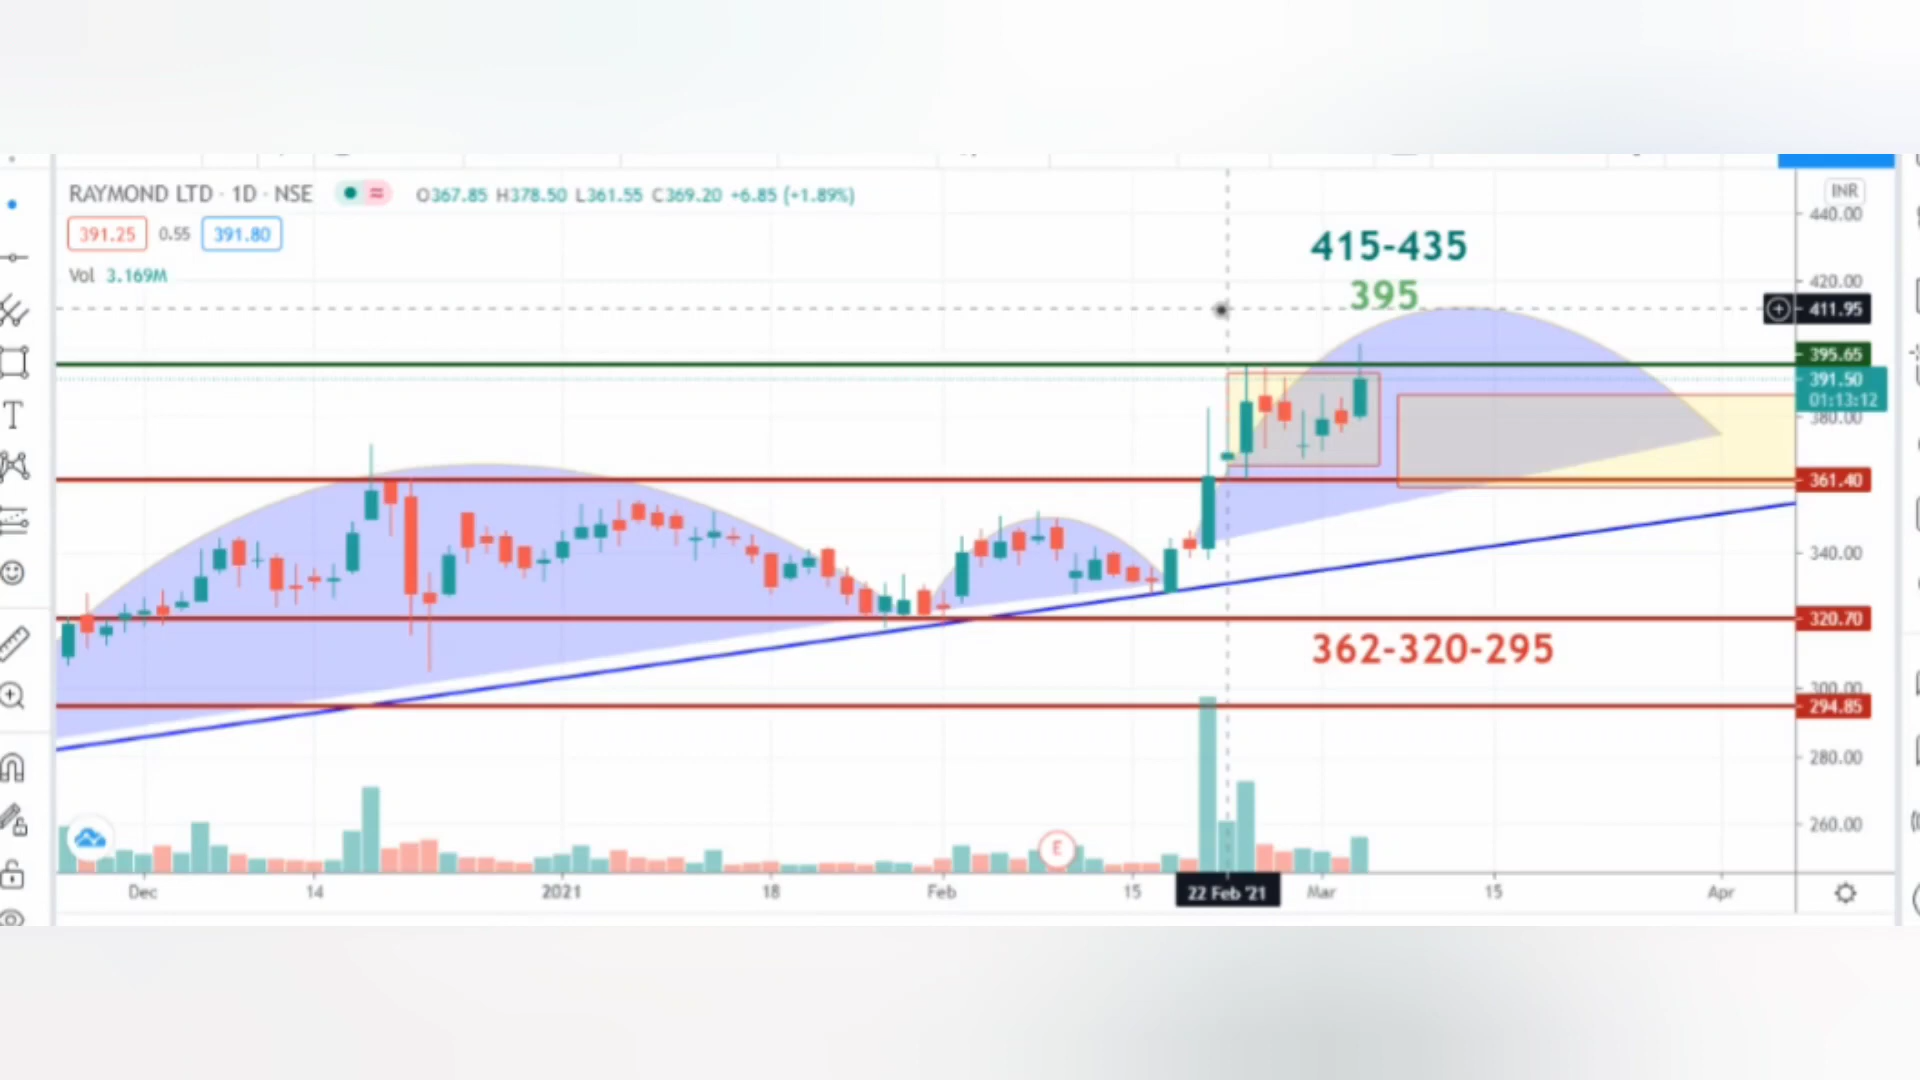 RAYMOND LTD · 1D · NSE O367.85 H378.50 L361.55 C369.20 +6.85 (+1.89%)
391.25 0.55 391.80
Vol 3.169M
INR
440.00
415-435
420.00
395
411.95
395.65
391.50
01:13:12
380.00
361.40
340.00
320.70
362-320-295
300.00
294.85
280.00
260.00
E
Dec 14 2021 18 Feb 15 22 Feb '21 Mar 15 Apr
T